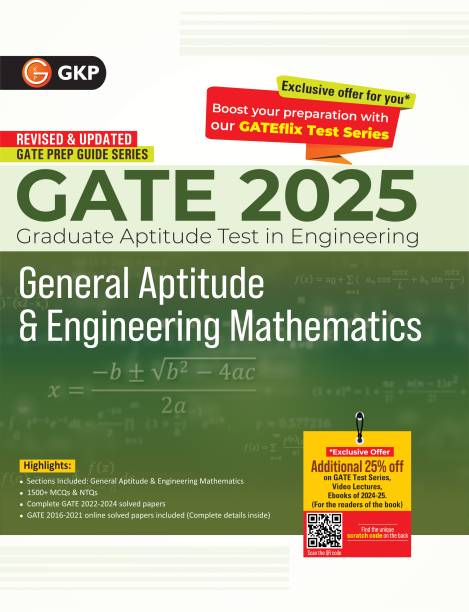 GKP
Exclusive offer for you*
Boost your preparation with
our GATEflix Test Series
REVISED & UPDATED
GATE PREP GUIDE SERIES
GATE 2025
Graduate Aptitude Test in Engineering
General Aptitude
& Engineering Mathematics
x = −b ± √b² − 4ac
2a
Highlights:
• Sections Included: General Aptitude & Engineering Mathematics
• 1500+ MCQs & NTQs
• Complete GATE 2022-2024 solved papers
• GATE 2016-2021 online solved papers included (Complete details inside)
*Exclusive Offer
Additional 25% off
on GATE Test Series,
Video Lectures,
Ebooks of 2024-25.
(For the readers of the book)
Find the unique
scratch code on the back
Scan the QR code